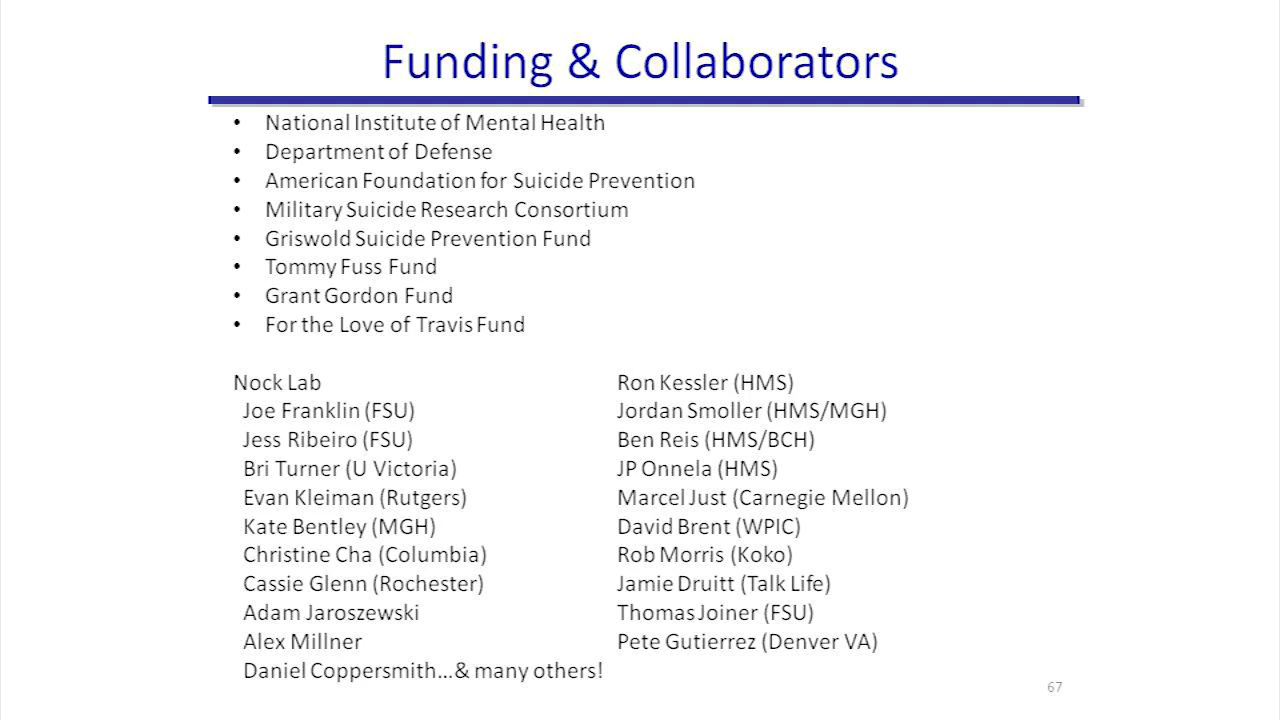 Funding & Collaborators
• National Institute of Mental Health
• Department of Defense
• American Foundation for Suicide Prevention
• Military Suicide Research Consortium
• Griswold Suicide Prevention Fund
• Tommy Fuss Fund
• Grant Gordon Fund
• For the Love of Travis Fund
Nock Lab
Joe Franklin (FSU)
Jess Ribeiro (FSU)
Bri Turner (U Victoria)
Evan Kleiman (Rutgers)
Kate Bentley (MGH)
Christine Cha (Columbia)
Cassie Glenn (Rochester)
Adam Jaroszewski
Alex Millner
Daniel Coppersmith...& many others!
Ron Kessler (HMS)
Jordan Smoller (HMS/MGH)
Ben Reis (HMS/BCH)
JP Onnela (HMS)
Marcel Just (Carnegie Mellon)
David Brent (WPIC)
Rob Morris (Koko)
Jamie Druitt (Talk Life)
Thomas Joiner (FSU)
Pete Gutierrez (Denver VA)
67